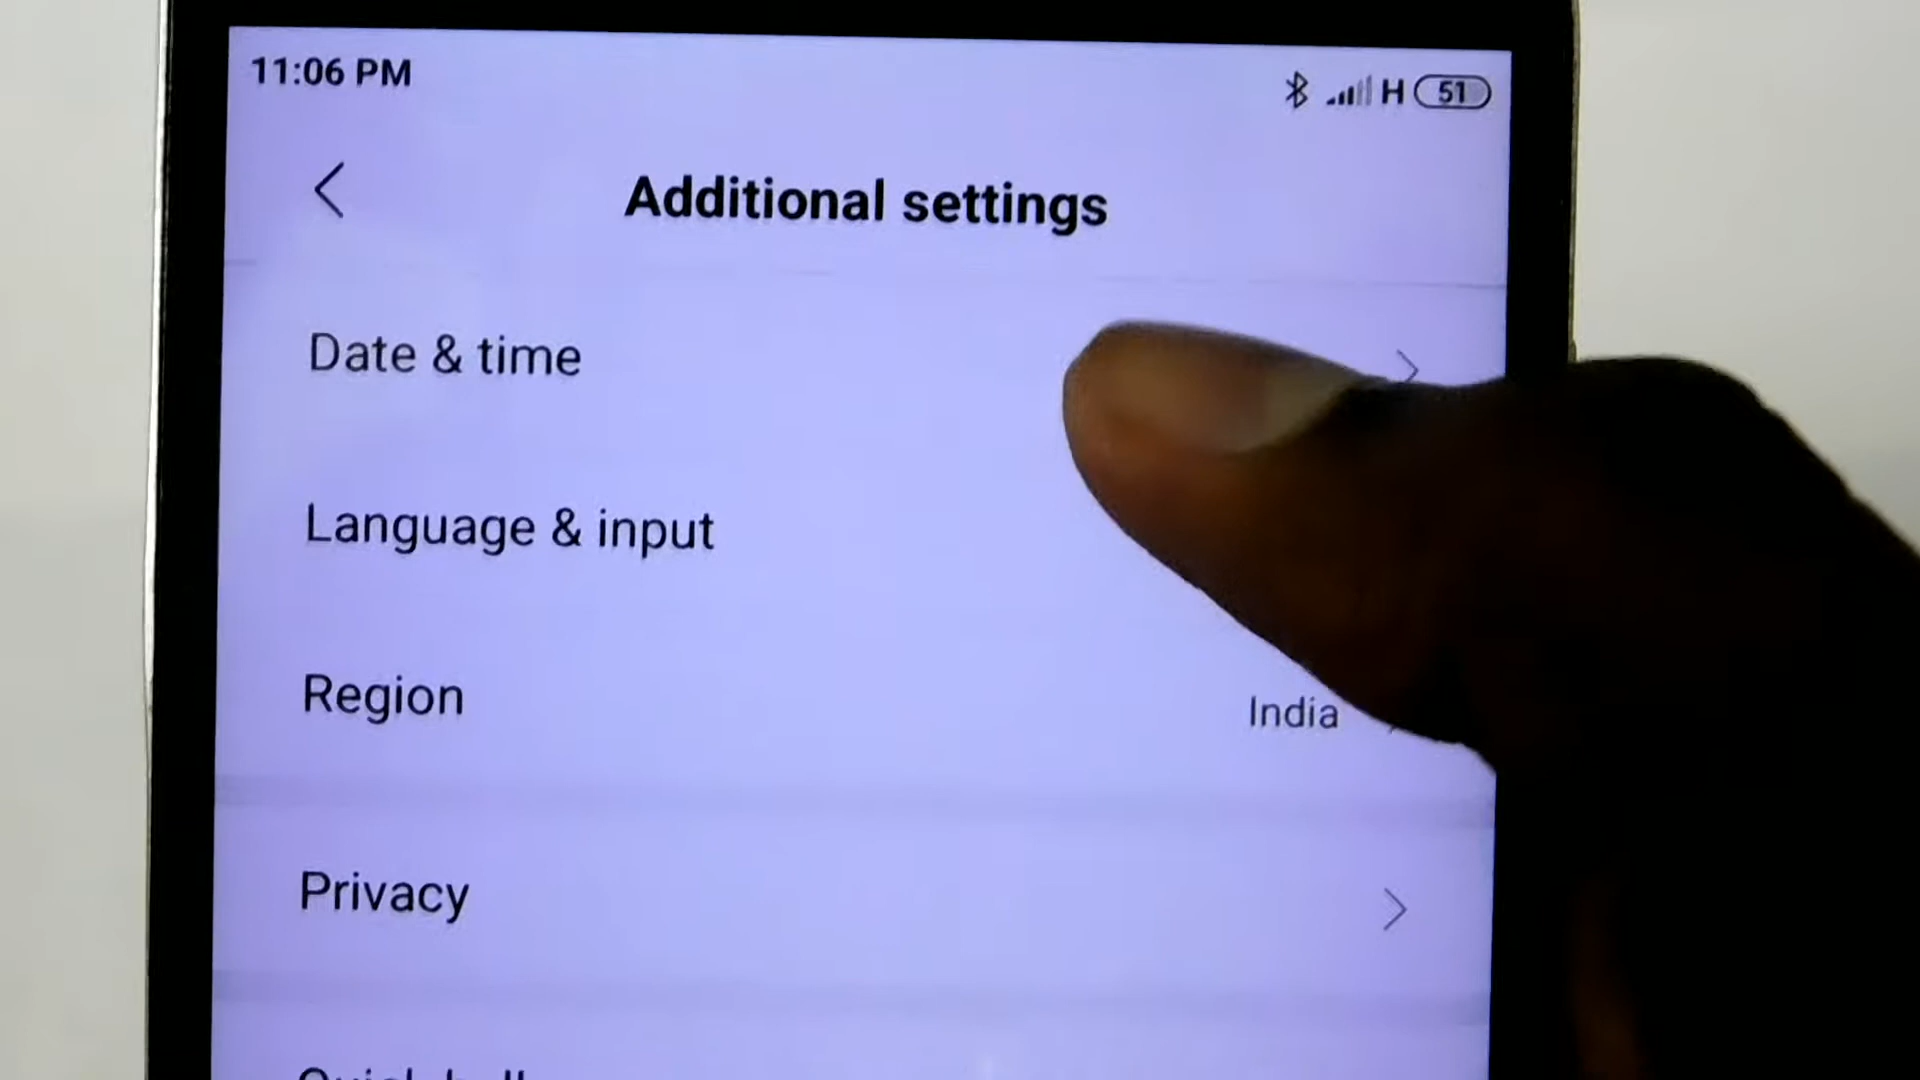 11:06 PM
H 51
Additional settings
Date & time
Language & input
Region
India
Privacy